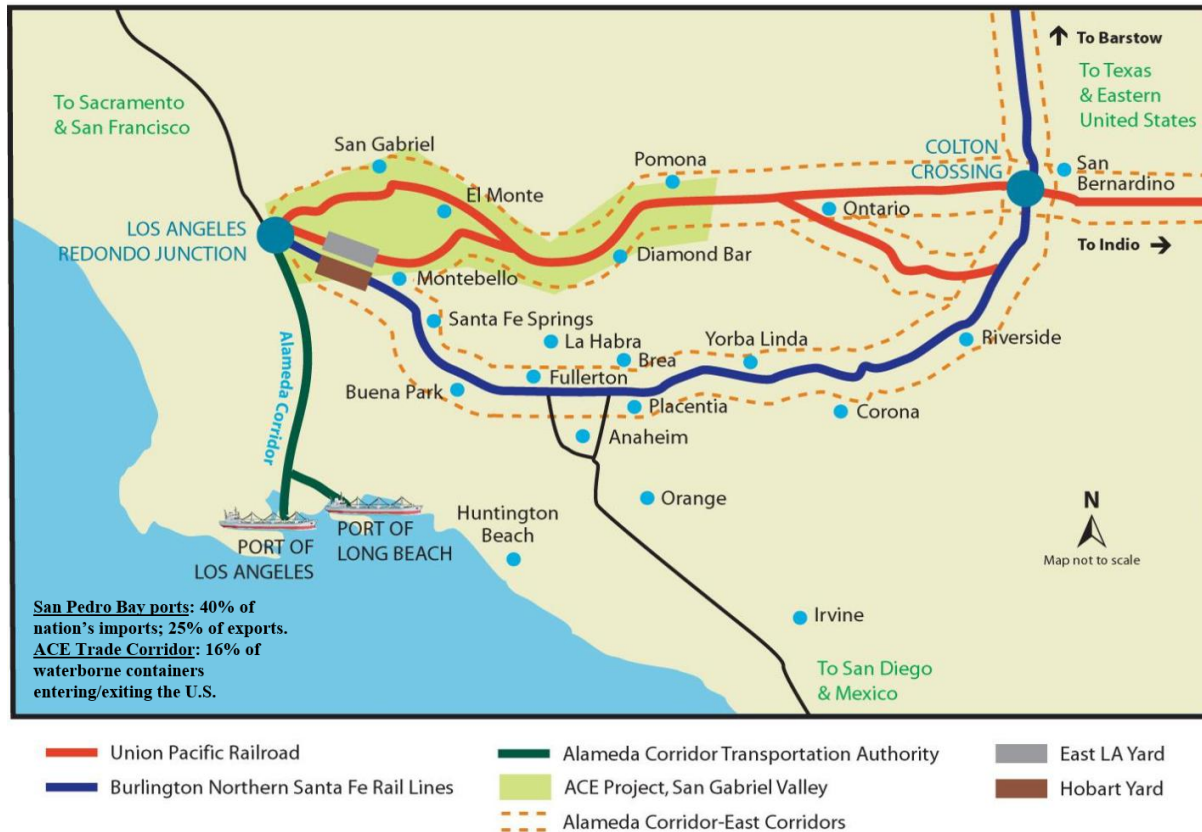 To Barstow
To Texas
& Eastern
United States
To Sacramento
& San Francisco
San Gabriel
Pomona
COLTON
CROSSING
San
Bernardino
El Monte
Ontario
LOS ANGELES
REDONDO JUNCTION
To Indio
Diamond Bar
Montebello
Santa Fe Springs
La Habra
Yorba Linda
Riverside
Brea
Alameda Corridor
Fullerton
Buena Park
Placentia
Corona
Anaheim
Orange
N
Map not to scale
Huntington
Beach
PORT OF
LONG BEACH
PORT OF
LOS ANGELES
San Pedro Bay ports: 40% of
nation's imports; 25% of exports.
ACE Trade Corridor: 16% of
waterborne containers
entering/exiting the U.S.
Irvine
To San Diego
& Mexico
Union Pacific Railroad
Alameda Corridor Transportation Authority
East LA Yard
Burlington Northern Santa Fe Rail Lines
ACE Project, San Gabriel Valley
Hobart Yard
Alameda Corridor-East Corridors